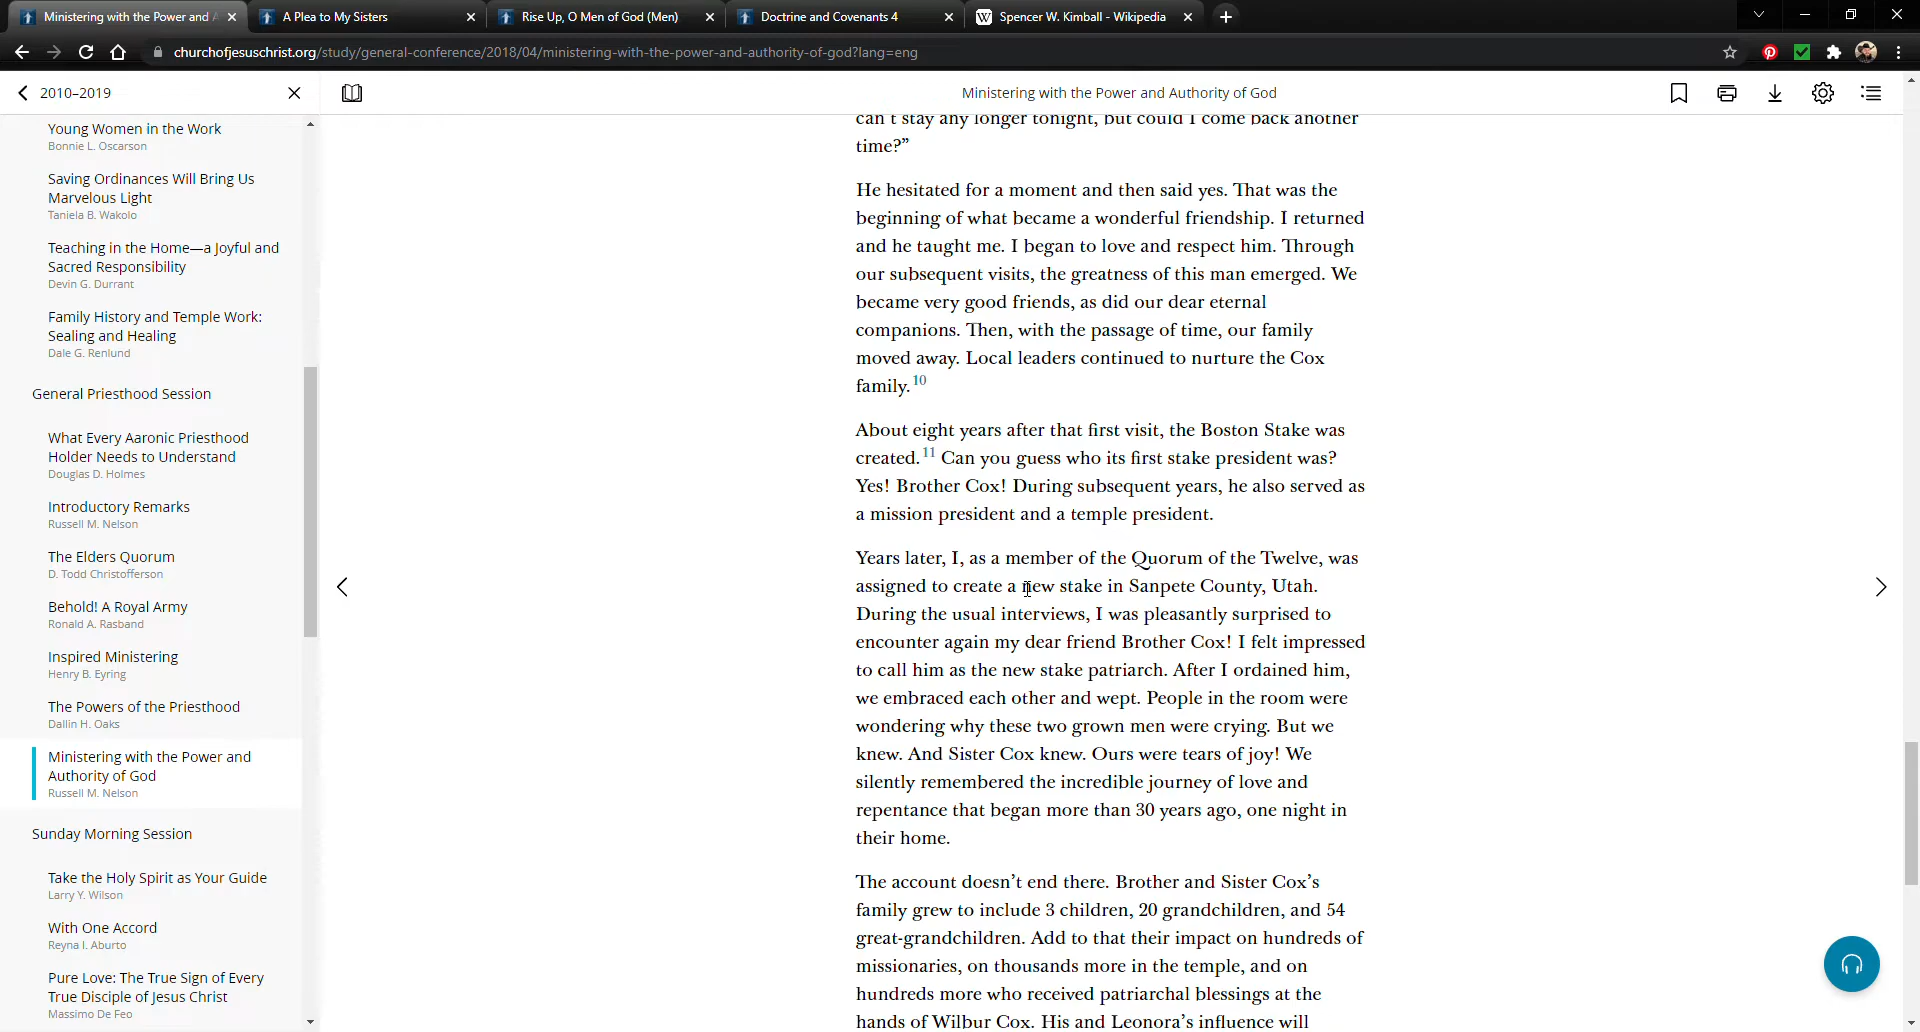 Ministering with the Power and A
A Plea to My Sisters
Rise Up, O Men of God (Men)
Doctrine and Covenants 4
W Spencer W. Kimball - Wikipedia
churchofjesuschrist.org/study/general-conference/2018/04/ministering-with-the-power-and-authority-of-god?lang=eng
2010–2019
Ministering with the Power and Authority of God
Young Women in the Work
Bonnie L. Oscarson
Saving Ordinances Will Bring Us
Marvelous Light
Taniela B. Wakolo
Teaching in the Home—a Joyful and
Sacred Responsibility
Devin G. Durrant
Family History and Temple Work:
Sealing and Healing
Dale G. Renlund
General Priesthood Session
What Every Aaronic Priesthood
Holder Needs to Understand
Douglas D. Holmes
Introductory Remarks
Russell M. Nelson
The Elders Quorum
D. Todd Christofferson
Behold! A Royal Army
Ronald A. Rasband
Inspired Ministering
Henry B. Eyring
The Powers of the Priesthood
Dallin H. Oaks
Ministering with the Power and
Authority of God
Russell M. Nelson
Sunday Morning Session
Take the Holy Spirit as Your Guide
Larry Y. Wilson
With One Accord
Reyna I. Aburto
Pure Love: The True Sign of Every
True Disciple of Jesus Christ
Massimo De Feo
can't stay any longer tonight, but could I come back another
time?”
He hesitated for a moment and then said yes. That was the
beginning of what became a wonderful friendship. I returned
and he taught me. I began to love and respect him. Through
our subsequent visits, the greatness of this man emerged. We
became very good friends, as did our dear eternal
companions. Then, with the passage of time, our family
moved away. Local leaders continued to nurture the Cox
family.10
About eight years after that first visit, the Boston Stake was
created.11 Can you guess who its first stake president was?
Yes! Brother Cox! During subsequent years, he also served as
a mission president and a temple president.
Years later, I, as a member of the Quorum of the Twelve, was
assigned to create a new stake in Sanpete County, Utah.
During the usual interviews, I was pleasantly surprised to
encounter again my dear friend Brother Cox! I felt impressed
to call him as the new stake patriarch. After I ordained him,
we embraced each other and wept. People in the room were
wondering why these two grown men were crying. But we
knew. And Sister Cox knew. Ours were tears of joy! We
silently remembered the incredible journey of love and
repentance that began more than 30 years ago, one night in
their home.
The account doesn’t end there. Brother and Sister Cox’s
family grew to include 3 children, 20 grandchildren, and 54
great-grandchildren. Add to that their impact on hundreds of
missionaries, on thousands more in the temple, and on
hundreds more who received patriarchal blessings at the
hands of Wilbur Cox. His and Leonora’s influence will